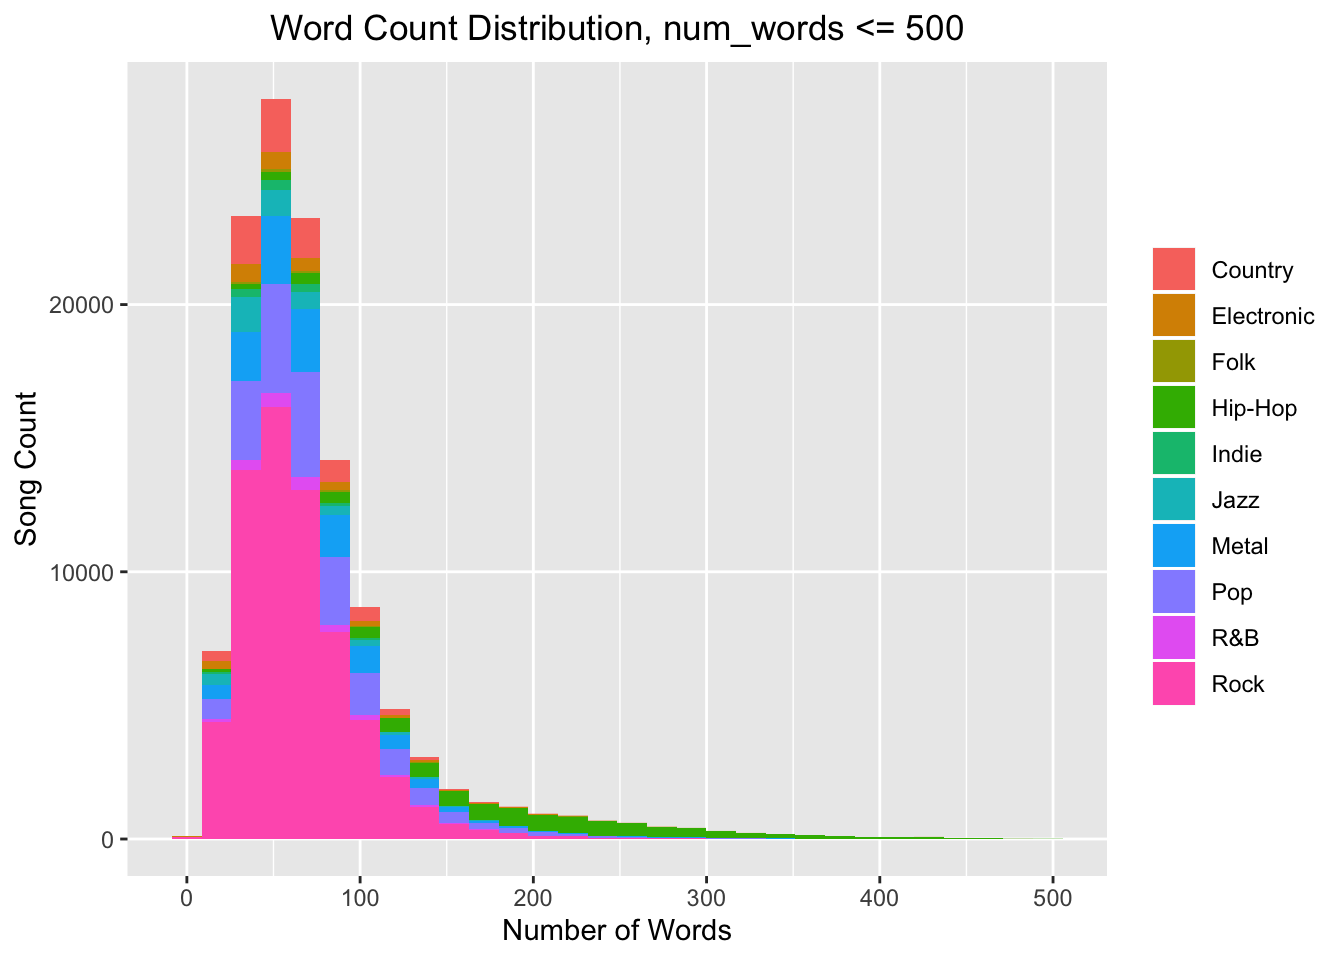 Word Count Distribution, num_words <= 500
Song Count
20000
10000
0
0 100 200 300 400 500
Number of Words
Country
Electronic
Folk
Hip-Hop
Indie
Jazz
Metal
Pop
R&B
Rock